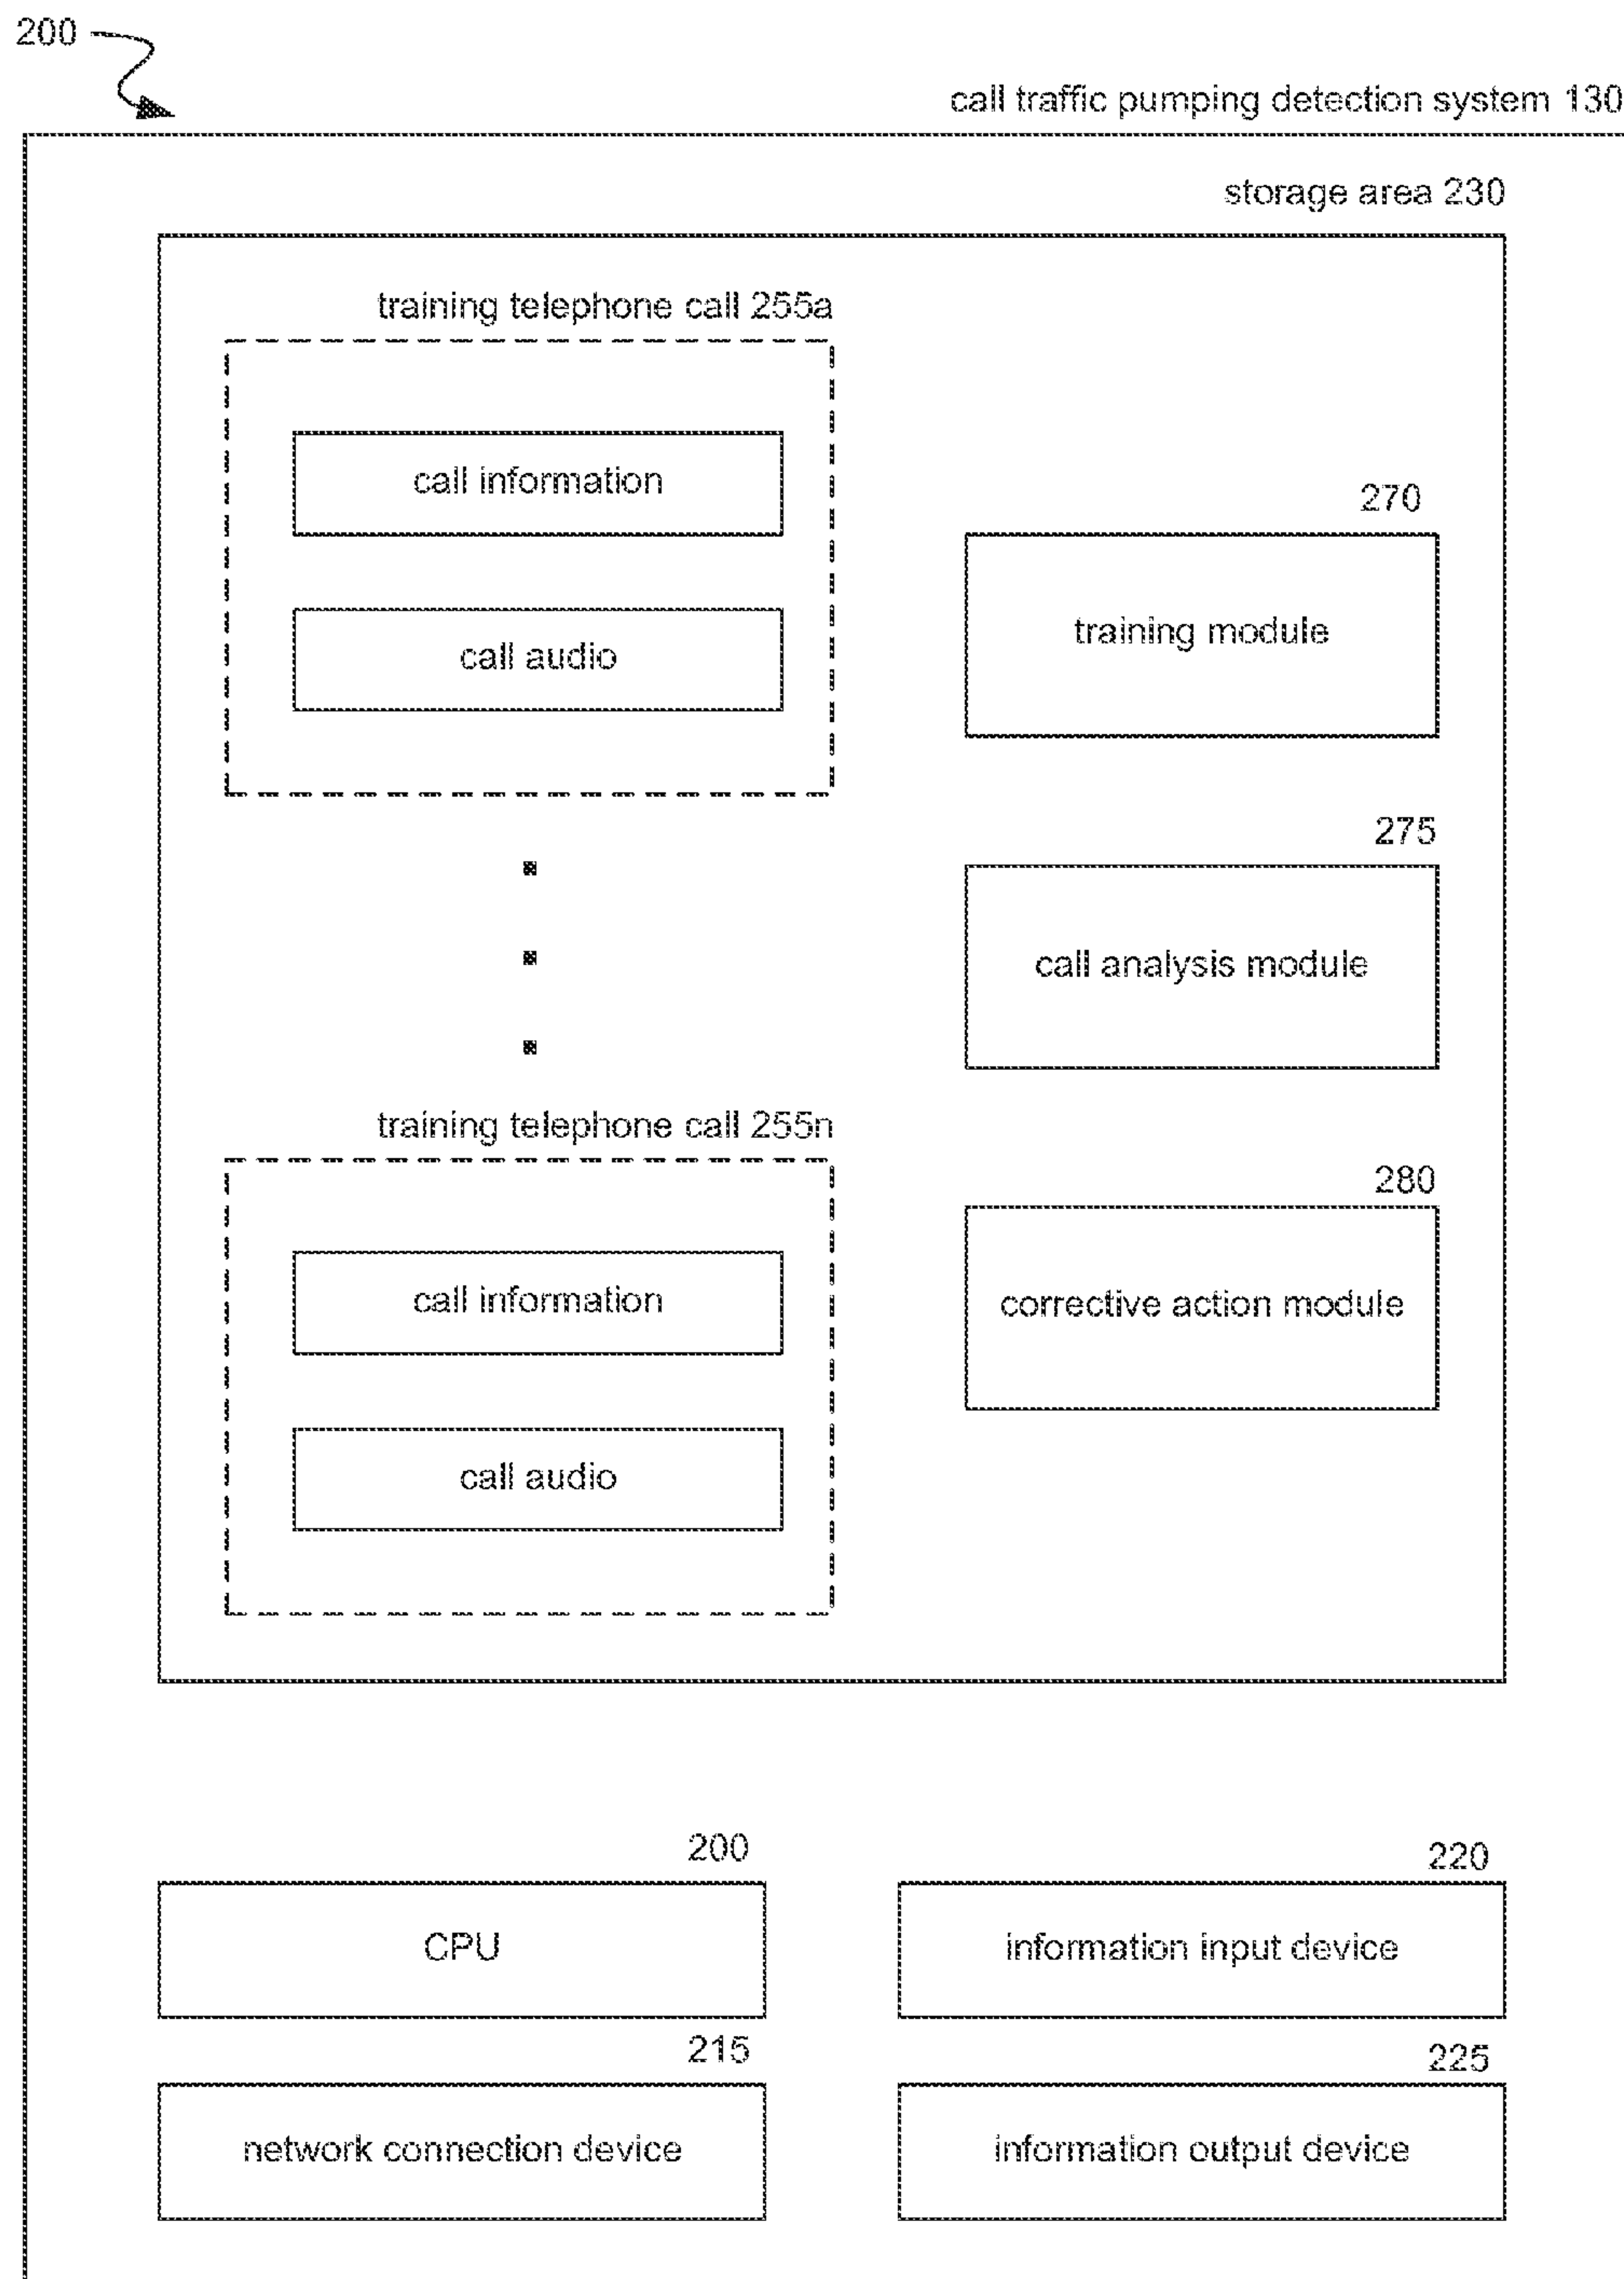 200
call traffic pumping detection system 130
storage area 230
training telephone call 255a
call information
call audio
270
training module
275
call analysis module
training telephone call 255n
call information
call audio
280
corrective action module
200
CPU
220
information input device
215
network connection device
225
information output device